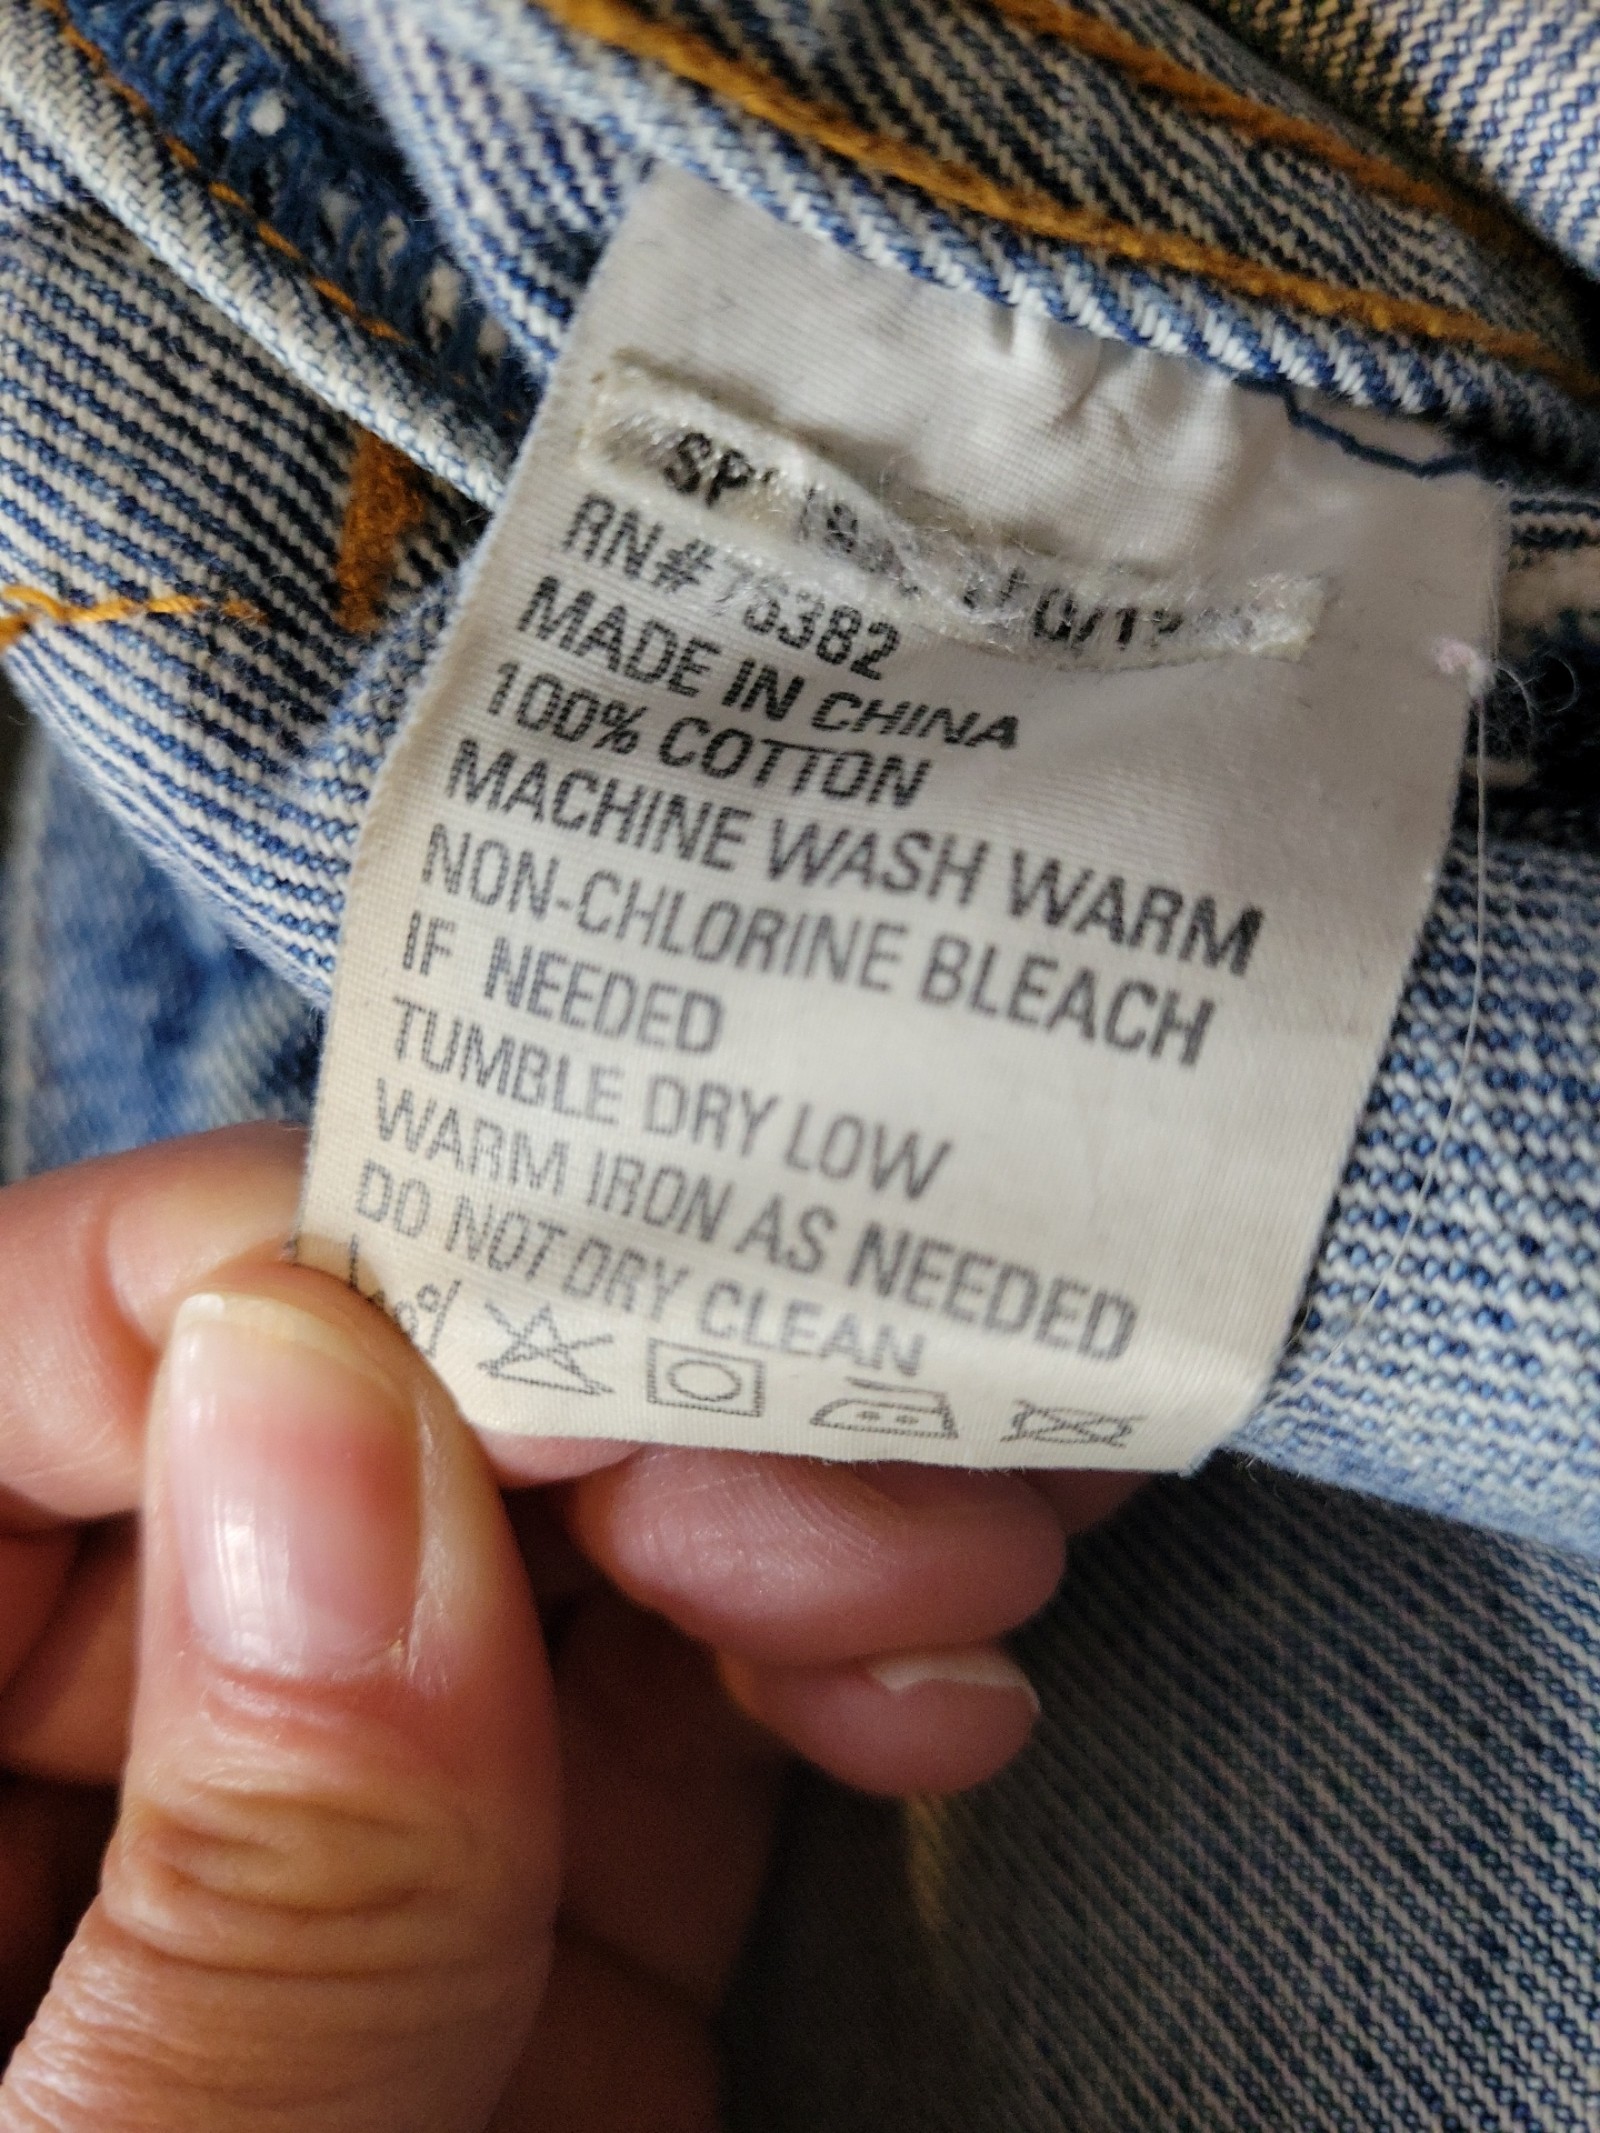 RN# 76382
MADE IN CHINA
100% COTTON
MACHINE WASH WARM
NON-CHLORINE BLEACH
IF NEEDED
TUMBLE DRY LOW
WARM IRON AS NEEDED
DO NOT DRY CLEAN